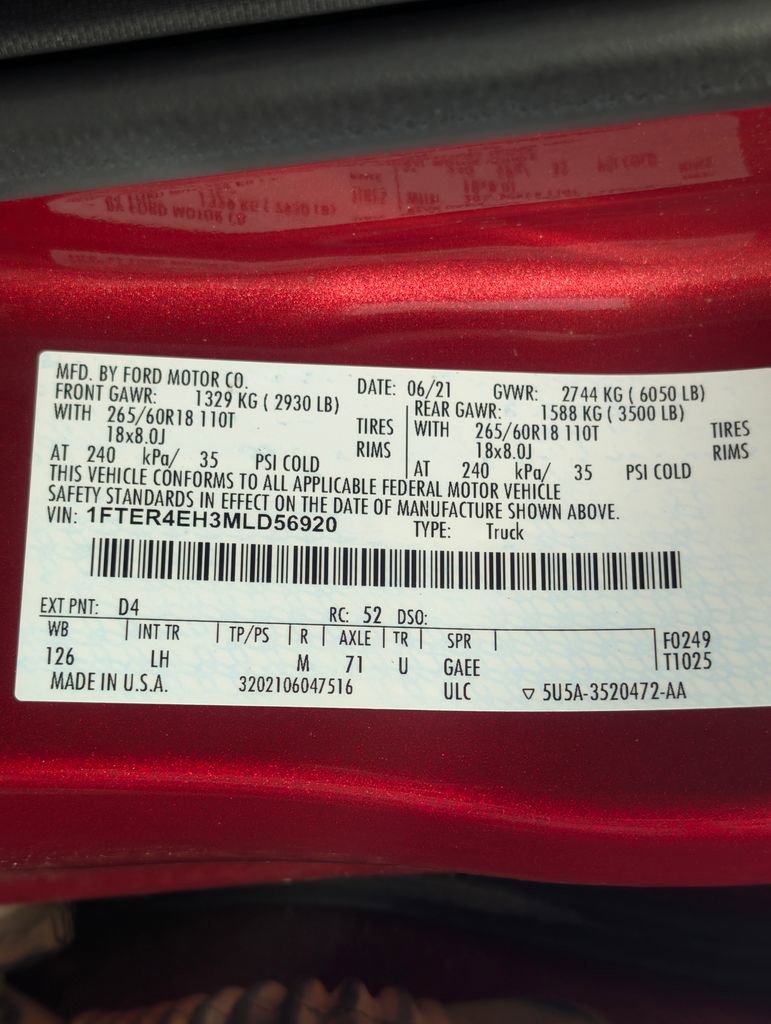 MFD. BY FORD MOTOR CO.
DATE: 06/21 GVWR: 2744 KG ( 6050 LB)
FRONT GAWR: 1329 KG ( 2930 LB)
WITH 265/60R18 110T TIRES
18x8.0J RIMS
AT 240 kPa/ 35 PSI COLD
REAR GAWR: 1588 KG ( 3500 LB)
WITH 265/60R18 110T TIRES
18x8.0J RIMS
AT 240 kPa/ 35 PSI COLD
THIS VEHICLE CONFORMS TO ALL APPLICABLE FEDERAL MOTOR VEHICLE
SAFETY STANDARDS IN EFFECT ON THE DATE OF MANUFACTURE SHOWN ABOVE.
VIN: 1FTER4EH3MLD56920 TYPE: Truck
EXT PNT: D4 RC: 52 DSO:
WB INT TR TP/PS R AXLE TR SPR F0249
126 LH M 71 U GAEE T1025
MADE IN U.S.A. 3202106047516 ULC ▽ 5U5A-3520472-AA